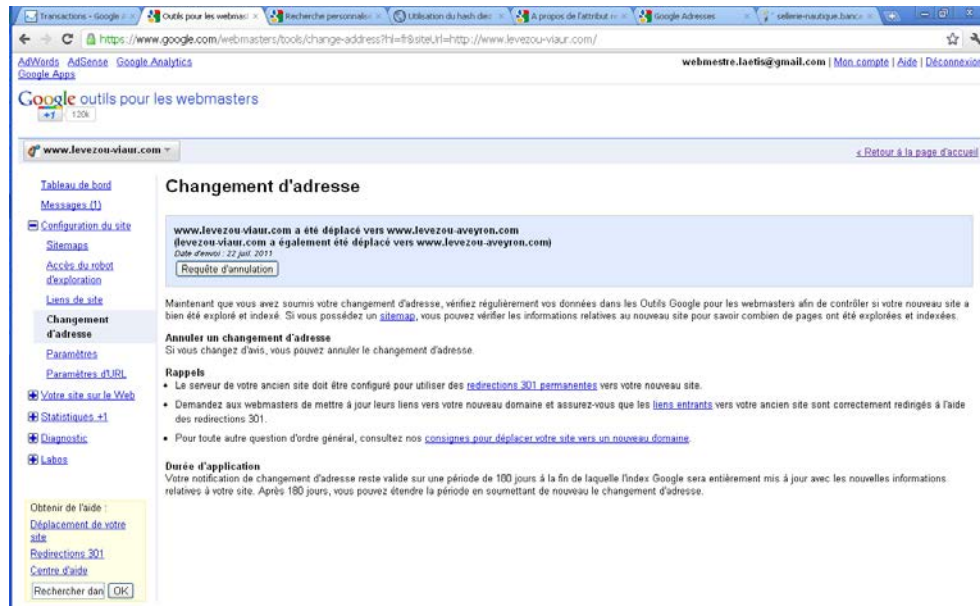 Transactions - Google A
Outils pour les webmast
Recherche personnalis
Utilisation du hash des
A propos de l'attribut re
Google Adresses
sellerie-nautique.banc
https://www.google.com/webmasters/tools/change-address?hl=fr&siteUrl=http://www.levezou-viaur.com/
AdWords AdSense Google Analytics
Google Apps
webmestre.laetis@gmail.com | Mon compte | Aide | Déconnexion
Google outils pour les webmasters
+1 120k
www.levezou-viaur.com
« Retour à la page d'accueil
Tableau de bord
Messages (1)
Configuration du site
Sitemaps
Accès du robot
d'exploration
Liens de site
Changement
d'adresse
Paramètres
Paramètres d'URL
Votre site sur le Web
Statistiques +1
Diagnostic
Labos
Obtenir de l'aide :
Déplacement de votre
site
Redirections 301
Centre d'aide
Rechercher dan OK
Changement d'adresse
www.levezou-viaur.com a été déplacé vers www.levezou-aveyron.com
(levezou-viaur.com a également été déplacé vers www.levezou-aveyron.com)
Date d'envoi : 22 juil. 2011
Requête d'annulation
Maintenant que vous avez soumis votre changement d'adresse, vérifiez régulièrement vos données dans les Outils Google pour les webmasters afin de contrôler si votre nouveau site a
bien été exploré et indexé. Si vous possédez un sitemap, vous pouvez vérifier les informations relatives au nouveau site pour savoir combien de pages ont été explorées et indexées.
Annuler un changement d'adresse
Si vous changez d'avis, vous pouvez annuler le changement d'adresse.
Rappels
• Le serveur de votre ancien site doit être configuré pour utiliser des redirections 301 permanentes vers votre nouveau site.
• Demandez aux webmasters de mettre à jour leurs liens vers votre nouveau domaine et assurez-vous que les liens entrants vers votre ancien site sont correctement redirigés à l'aide
des redirections 301.
• Pour toute autre question d'ordre général, consultez nos consignes pour déplacer votre site vers un nouveau domaine.
Durée d'application
Votre notification de changement d'adresse reste valide sur une période de 180 jours à la fin de laquelle l'index Google sera entièrement mis à jour avec les nouvelles informations
relatives à votre site. Après 180 jours, vous pouvez étendre la période en soumettant de nouveau le changement d'adresse.